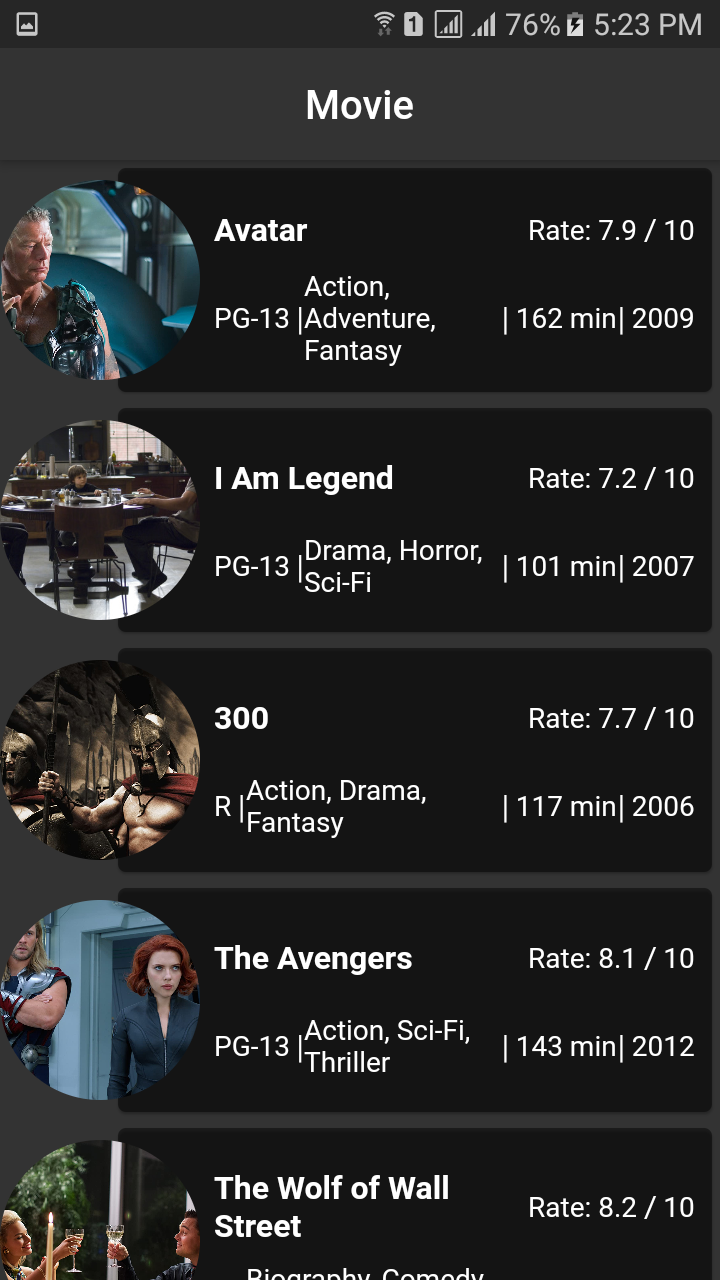 1 76% 5:23 PM
Movie
Avatar Rate: 7.9 / 10
Action,
PG-13 |Adventure, | 162 min| 2009
Fantasy
I Am Legend Rate: 7.2 / 10
Drama, Horror,
PG-13 | | 101 min| 2007
Sci-Fi
300 Rate: 7.7 / 10
Action, Drama,
R | | 117 min| 2006
Fantasy
The Avengers Rate: 8.1 / 10
Action, Sci-Fi,
PG-13 | | 143 min| 2012
Thriller
The Wolf of Wall
Street
Rate: 8.2 / 10
Biography, Comedy,